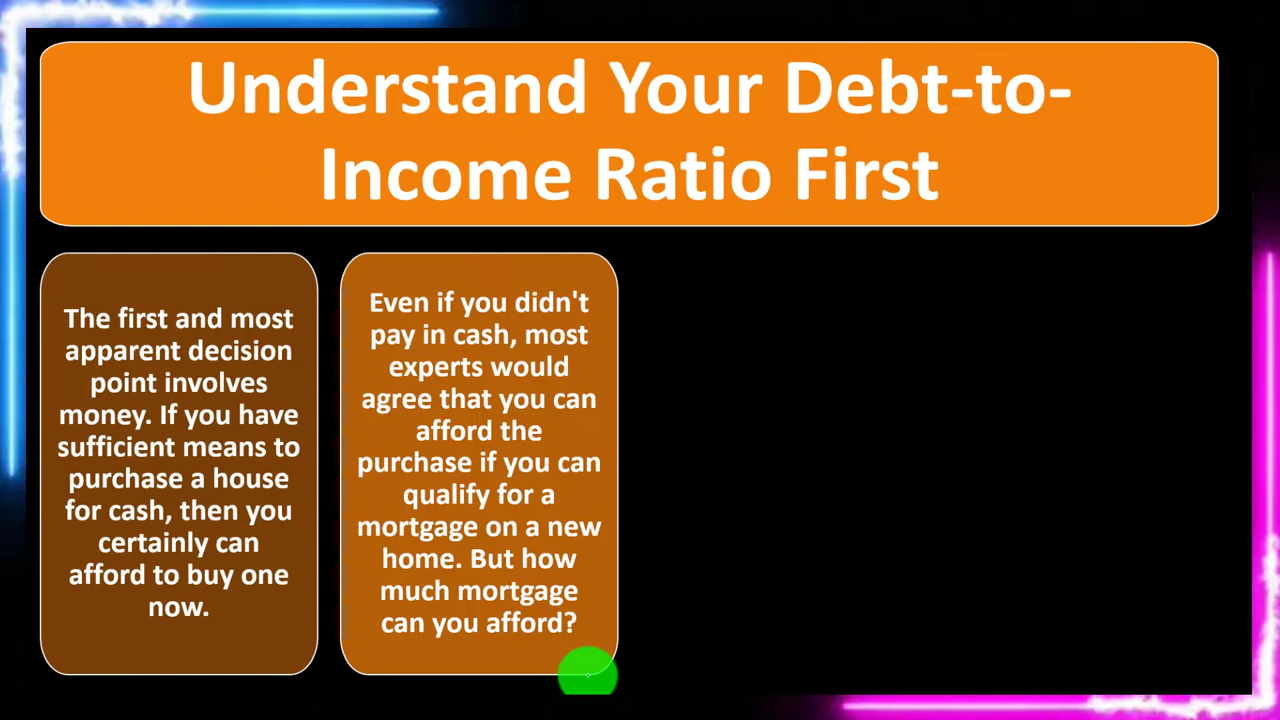 Understand Your Debt-to-
Income Ratio First
The first and most
apparent decision
point involves
money. If you have
sufficient means to
purchase a house
for cash, then you
certainly can
afford to buy one
now.
Even if you didn't
pay in cash, most
experts would
agree that you can
afford the
purchase if you can
qualify for a
mortgage on a new
home. But how
much mortgage
can you afford?